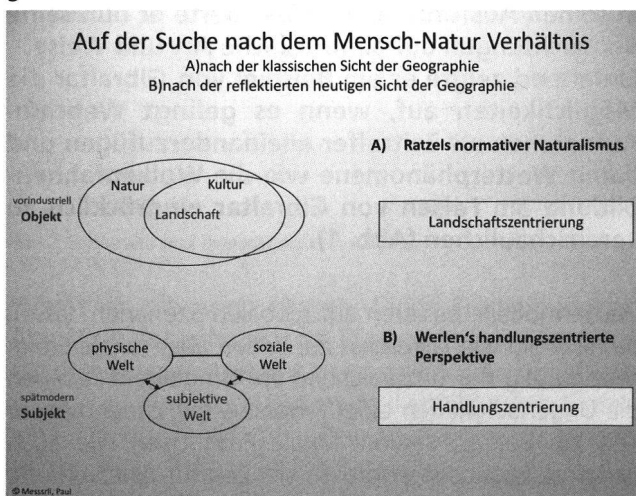 Auf der Suche nach dem Mensch-Natur Verhältnis
A)nach der klassischen Sicht der Geographie
B)nach der reflektierten heutigen Sicht der Geographie
A) Ratzels normativer Naturalismus
Natur
Kultur
vorindustriell
Objekt
Landschaft
Landschaftszentrierung
B) Werlen's handlungszentrierte
Perspektive
physische
Welt
soziale
Welt
spätmodern
Subjekt
subjektive
Welt
Handlungszentrierung
© Messerli, Paul